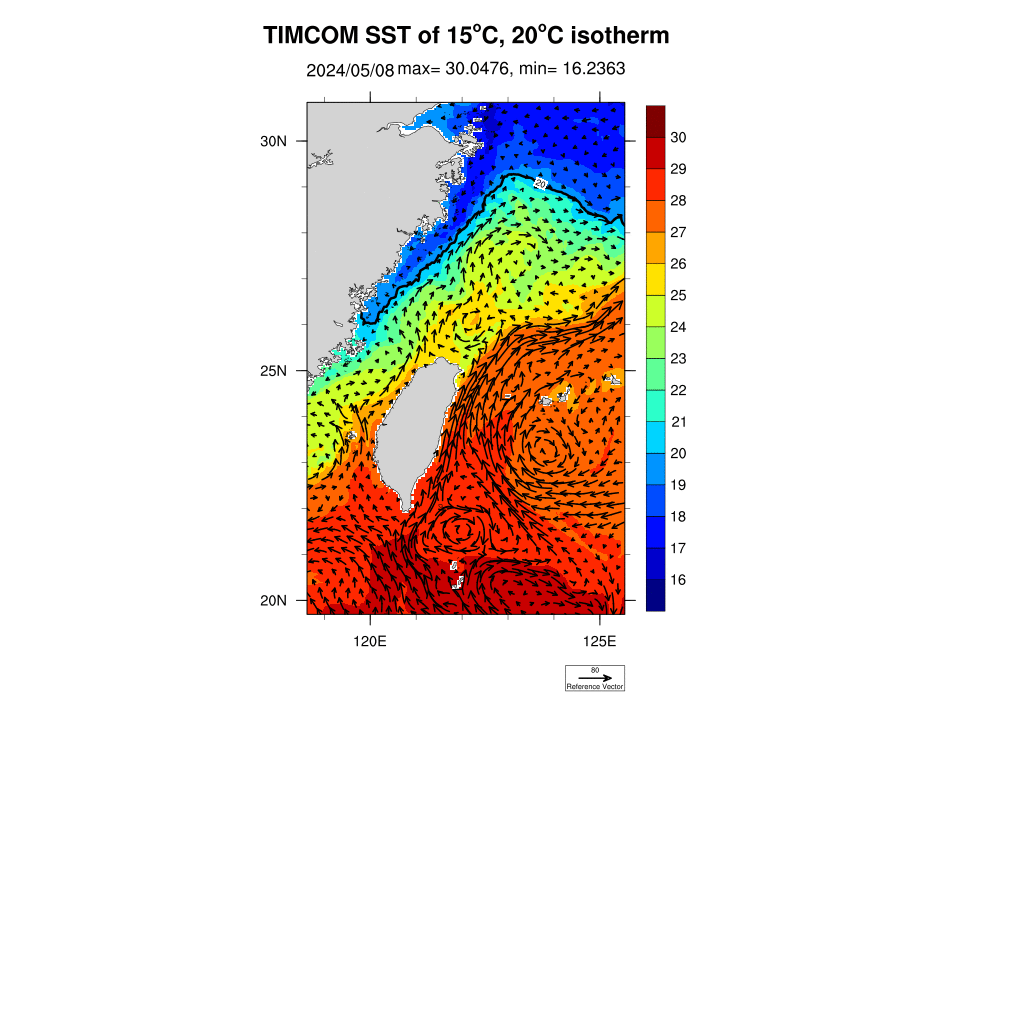 TIMCOM SST of 15°C, 20°C isotherm
2024/05/08 max= 30.0476, min= 16.2363
30N
25N
20N
120E
125E
20
30
29
28
27
26
25
24
23
22
21
20
19
18
17
16
80
Reference Vector